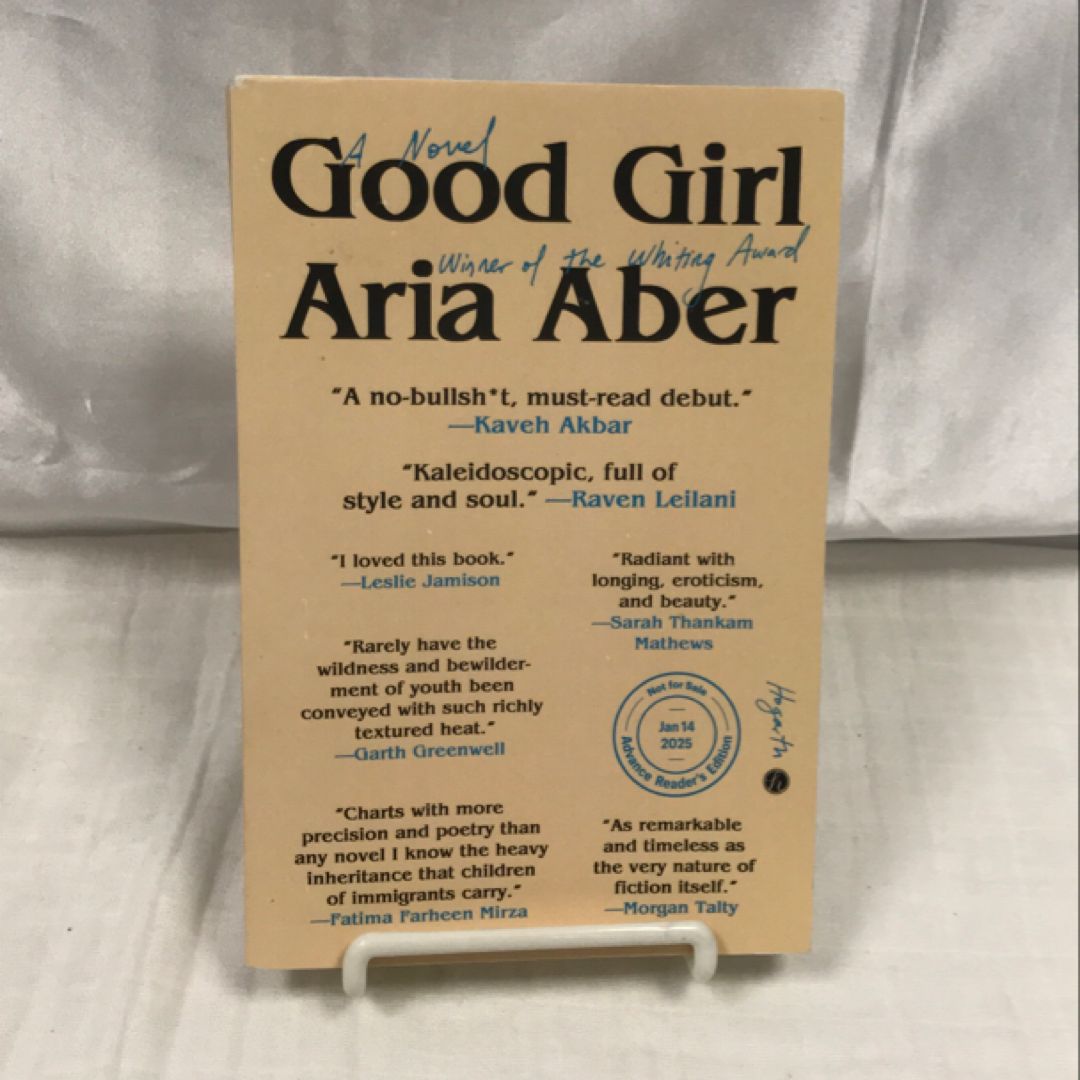 A Novel
Good Girl
Winner of the Whiting Award
Aria Aber
"A no-bullsh*t, must-read debut."
—Kaveh Akbar
"Kaleidoscopic, full of
style and soul." —Raven Leilani
"I loved this book."
—Leslie Jamison
"Radiant with
longing, eroticism,
and beauty."
—Sarah Thankam
Mathews
"Rarely have the
wildness and bewilder-
ment of youth been
conveyed with such richly
textured heat."
—Garth Greenwell
Not for Sale
Jan 14
2025
Advance Reader's Edition
Hogarth
h
"Charts with more
precision and poetry than
any novel I know the heavy
inheritance that children
of immigrants carry."
—Fatima Farheen Mirza
"As remarkable
and timeless as
the very nature of
fiction itself."
—Morgan Talty